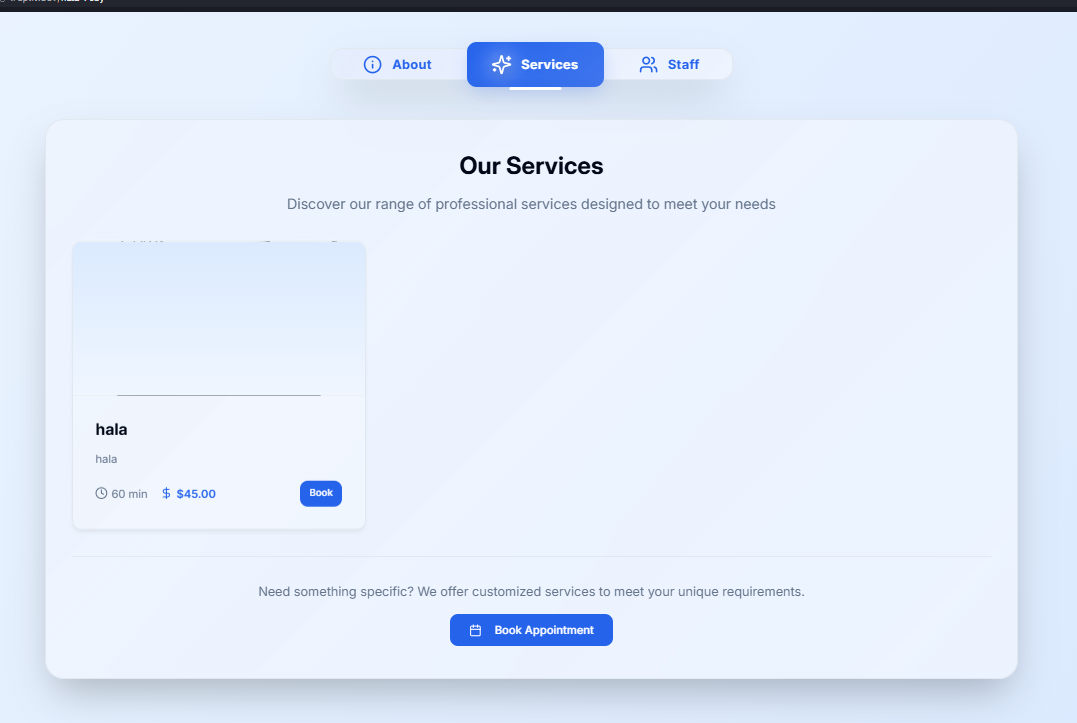 About
Services
Staff
Our Services
Discover our range of professional services designed to meet your needs
hala
hala
60 min
$ $45.00
Book
Need something specific? We offer customized services to meet your unique requirements.
Book Appointment